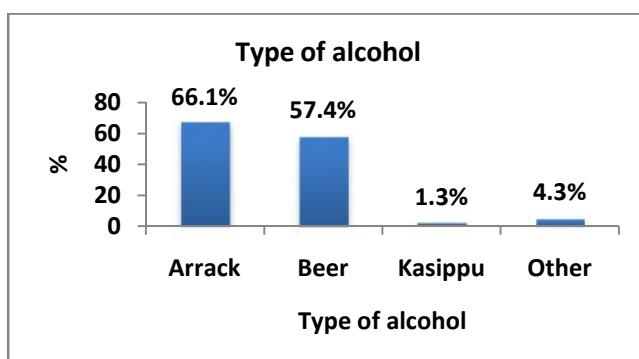 Type of alcohol
66.1%
57.4%
1.3%
4.3%
80
60
40
20
0
%
Arrack
Beer
Kasippu
Other
Type of alcohol